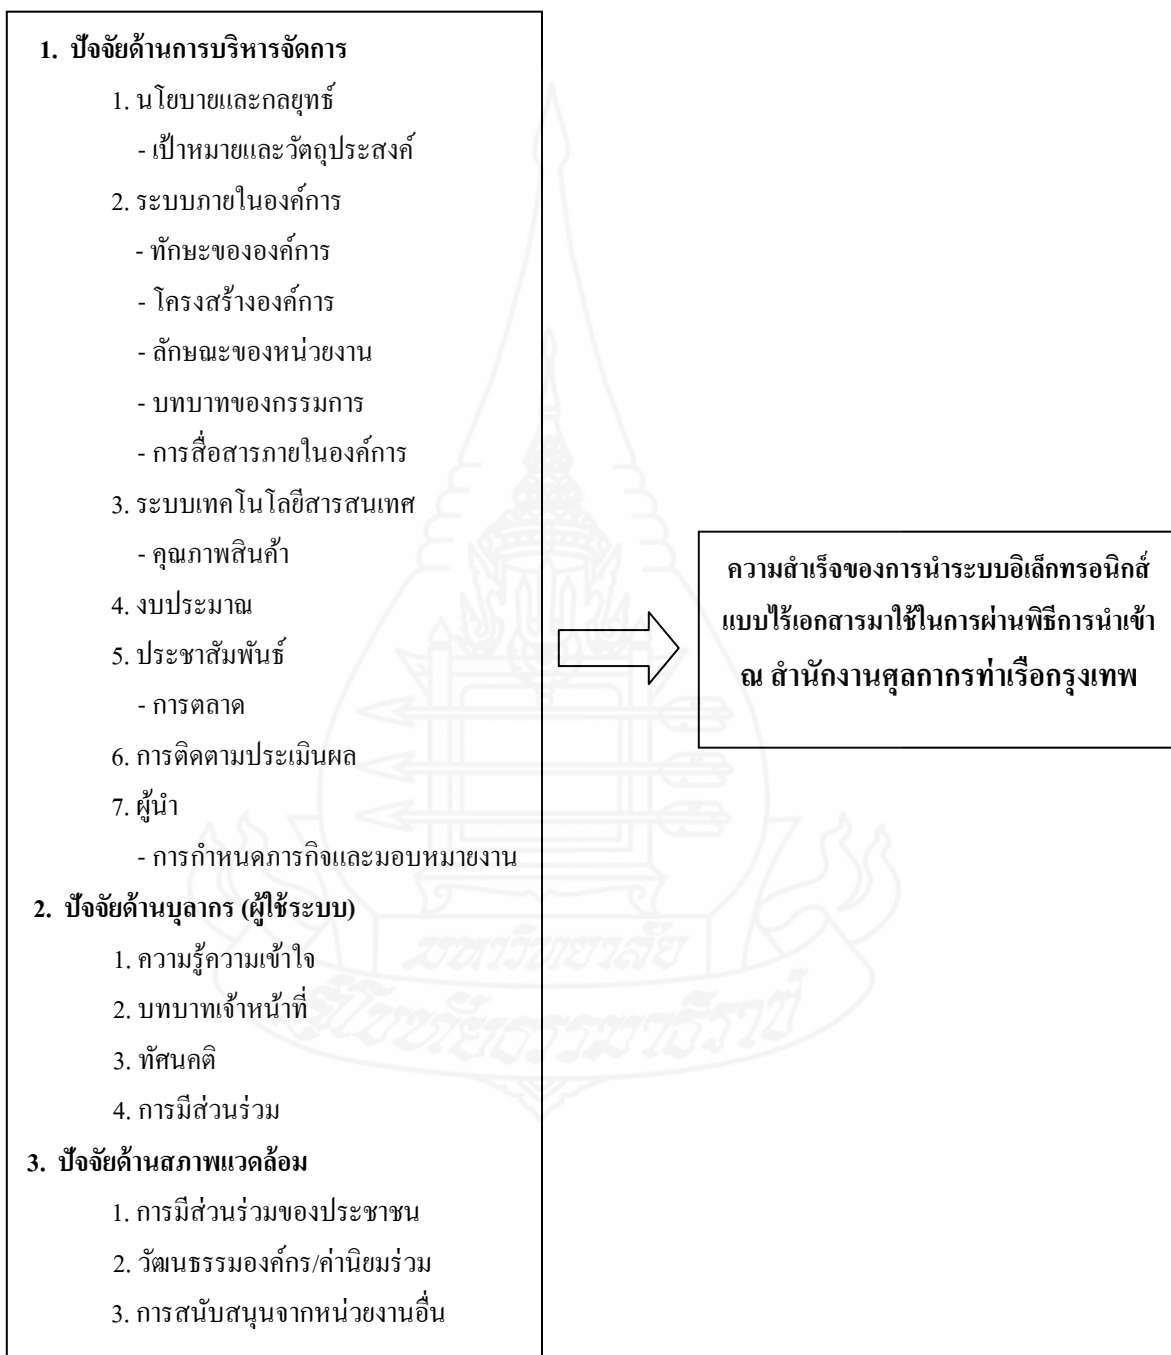 1. ปัจจัยด้านการบริหารจัดการ
1. นโยบายและกลยุทธ์
- เป้าหมายและวัตถุประสงค์
2. ระบบภายในองค์การ
- ทักษะขององค์การ
- โครงสร้างองค์การ
- ลักษณะของหน่วยงาน
- บทบาทของกรรมการ
- การสื่อสารภายในองค์การ
3. ระบบเทคโนโลยีสารสนเทศ
- คุณภาพสินค้า
4. งบประมาณ
5. ประชาสัมพันธ์
- การตลาด
6. การติดตามประเมินผล
7. ผู้นำ
- การกำหนดภารกิจและมอบหมายงาน
2. ปัจจัยด้านบุลากร (ผู้ใช้ระบบ)
1. ความรู้ความเข้าใจ
2. บทบาทเจ้าหน้าที่
3. ทัศนคติ
4. การมีส่วนร่วม
3. ปัจจัยด้านสภาพแวดล้อม
1. การมีส่วนร่วมของประชาชน
2. วัฒนธรรมองค์กร/ค่านิยมร่วม
3. การสนับสนุนจากหน่วยงานอื่น
ความสำเร็จของการนำระบบอิเล็กทรอนิกส์
แบบไร้เอกสารมาใช้ในการผ่านพิธีการนำเข้า
ณ สำนักงานศุลกากรท่าเรือกรุงเทพ
มหาวิทยาลัย
สุโขทัยธรรมาธิราช